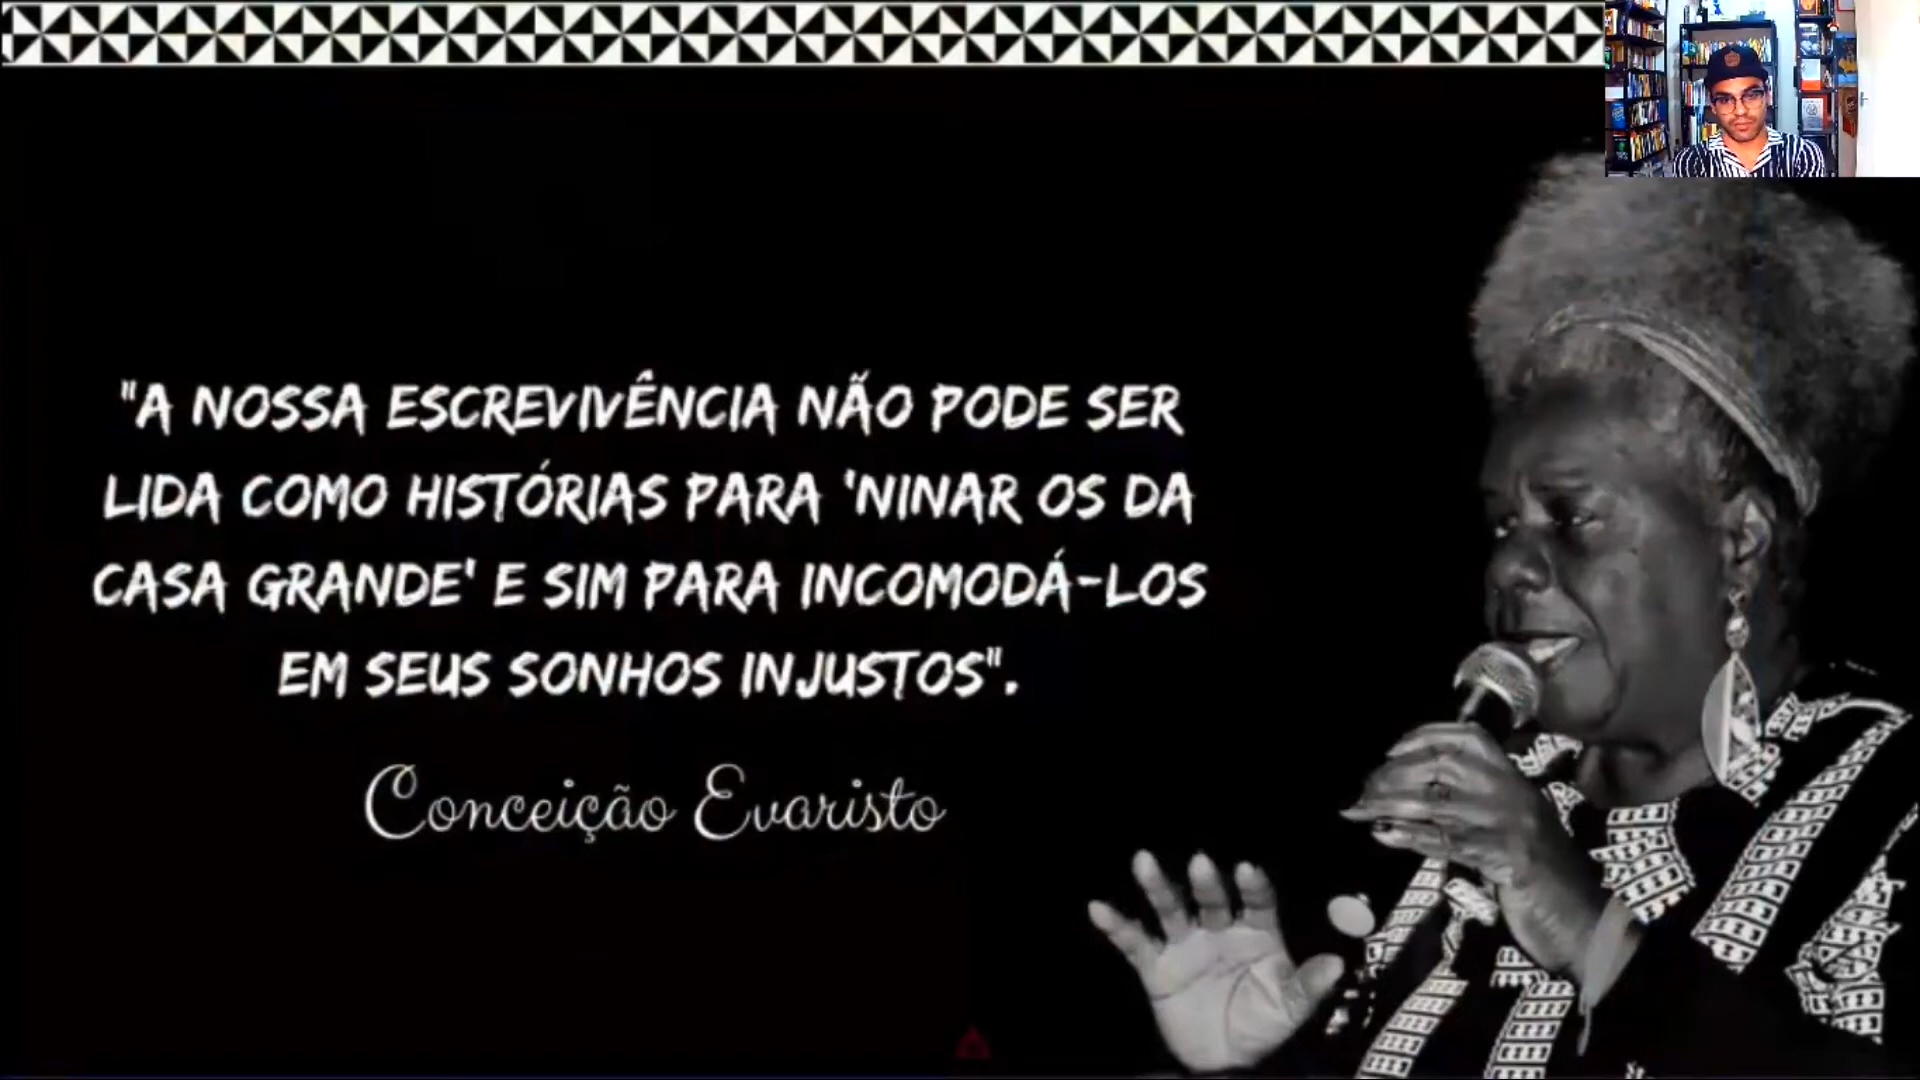 "A NOSSA ESCREVIVÊNCIA NÃO PODE SER
LIDA COMO HISTÓRIAS PARA 'NINAR OS DA
CASA GRANDE' E SIM PARA INCOMODÁ-LOS
EM SEUS SONHOS INJUSTOS".
Conceição Evaristo